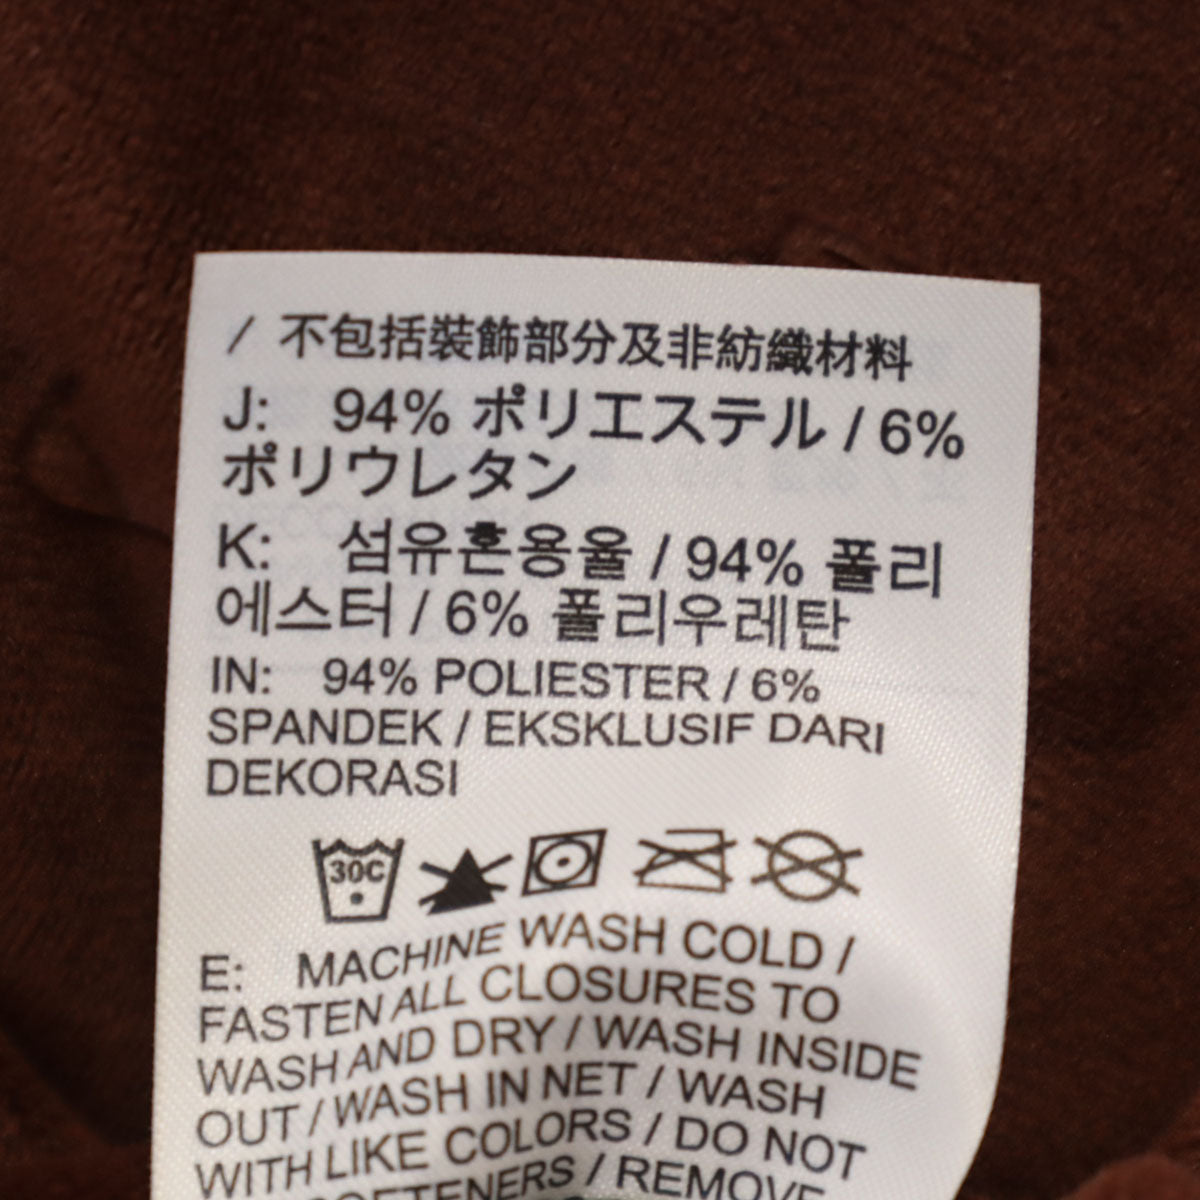 / 不包括裝飾部分及非紡織材料
J: 94% ポリエステル / 6%
ポリウレタン
K: 섬유혼용율 / 94% 폴리
에스터 / 6% 폴리우레탄
IN: 94% POLIESTER / 6%
SPANDEK / EKSKLUSIF DARI
DEKORASI
30C
E: MACHINE WASH COLD /
FASTEN ALL CLOSURES TO
WASH AND DRY / WASH INSIDE
OUT / WASH IN NET / WASH
WITH LIKE COLORS / DO NOT
SOFTENERS / REMOVE